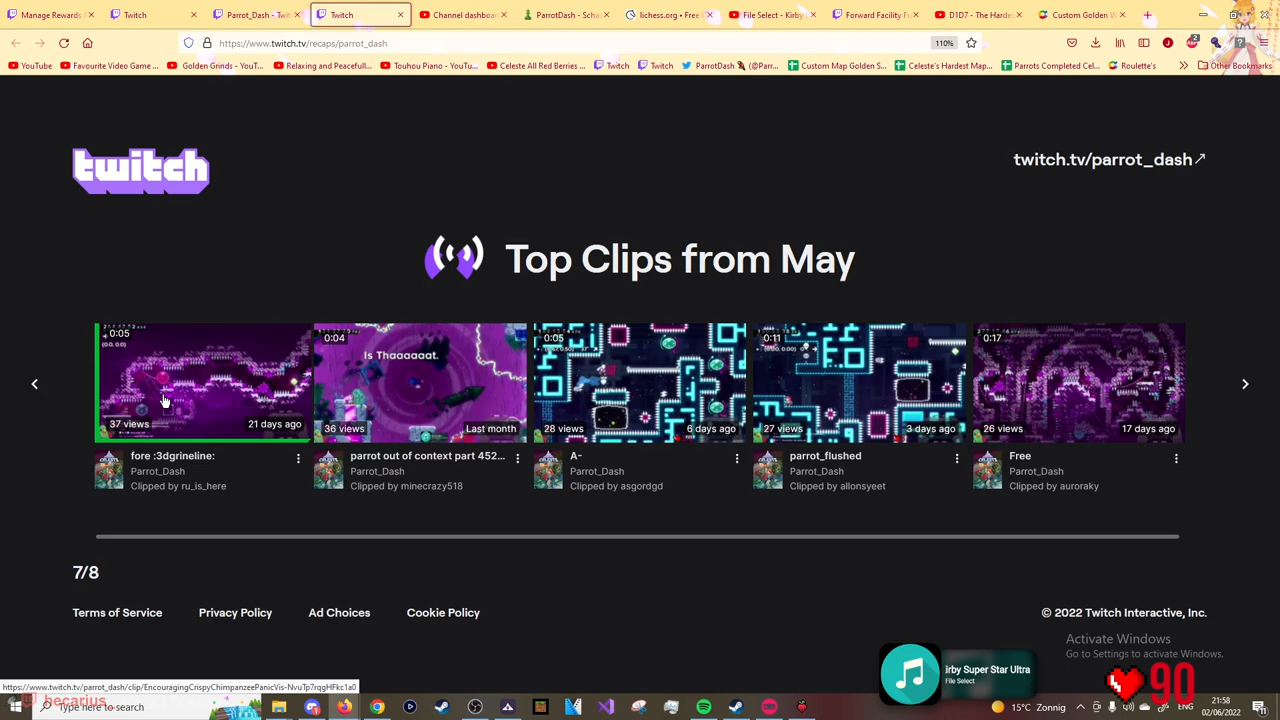 Manage Rewards
Twitch
Parrot_Dash - Twit
Twitch
Channel dashboa
ParrotDash - Scha
lichess.org • Free
File Select - Kirby
Forward Facility Fu
D1D7 - The Harde
Custom Golden
https://www.twitch.tv/recaps/parrot_dash
110%
YouTube
Favourite Video Game ...
Golden Grinds - YouT...
Relaxing and Peacefull...
Touhou Piano - YouTu...
Celeste All Red Berries ...
Twitch
Twitch
ParrotDash (@Parr...
Custom Map Golden S...
Celeste's Hardest Map...
Parrots Completed Cel...
Roulette's
Other Bookmarks
twitch
twitch.tv/parrot_dash↗
Top Clips from May
0:05
37 views
21 days ago
0:04
Is Thaaaaaat.
36 views
Last month
0:05
28 views
6 days ago
0:11
27 views
3 days ago
0:17
26 views
17 days ago
fore :3dgrineline:
Parrot_Dash
Clipped by ru_is_here
parrot out of context part 452...
Parrot_Dash
Clipped by minecrazy518
A-
Parrot_Dash
Clipped by asgordgd
parrot_flushed
Parrot_Dash
Clipped by allonsyeet
Free
Parrot_Dash
Clipped by auroraky
7/8
Terms of Service
Privacy Policy
Ad Choices
Cookie Policy
© 2022 Twitch Interactive, Inc.
Activate Windows
Go to Settings to activate Windows.
irby Super Star Ultra
File Select
90
https://www.twitch.tv/parrot_dash/clip/EncouragingCrispyChimpanzeePanicVis-NvuTp7rqgHFkc1a0
becarius
Type here to search
15°C Zonnig
ENG
21:58
02/06/2022